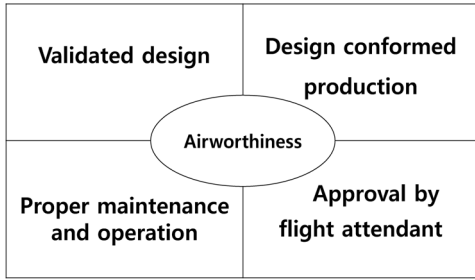 Validated design
Design conformed
production
Airworthiness
Proper maintenance
and operation
Approval by
flight attendant